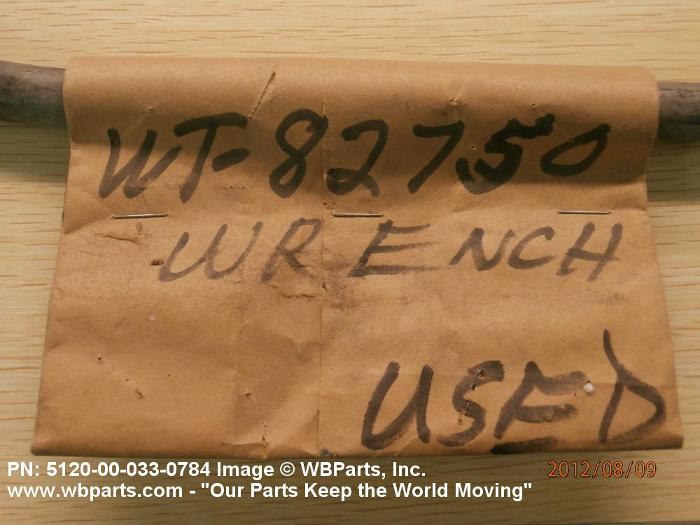 WT-82750
WRENCH
USED
PN: 5120-00-033-0784 Image © WBParts, Inc.
2012/08/09
www.wbparts.com - "Our Parts Keep the World Moving"